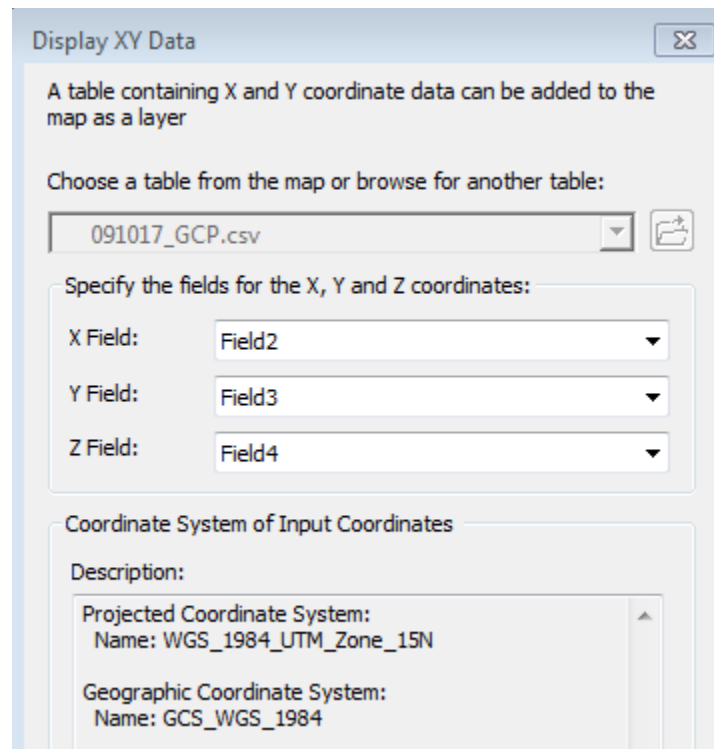 Display XY Data
A table containing X and Y coordinate data can be added to the
map as a layer
Choose a table from the map or browse for another table:
091017_GCP.csv
Specify the fields for the X, Y and Z coordinates:
X Field:
Field2
Y Field:
Field3
Z Field:
Field4
Coordinate System of Input Coordinates
Description:
Projected Coordinate System:
Name: WGS_1984_UTM_Zone_15N
Geographic Coordinate System:
Name: GCS_WGS_1984